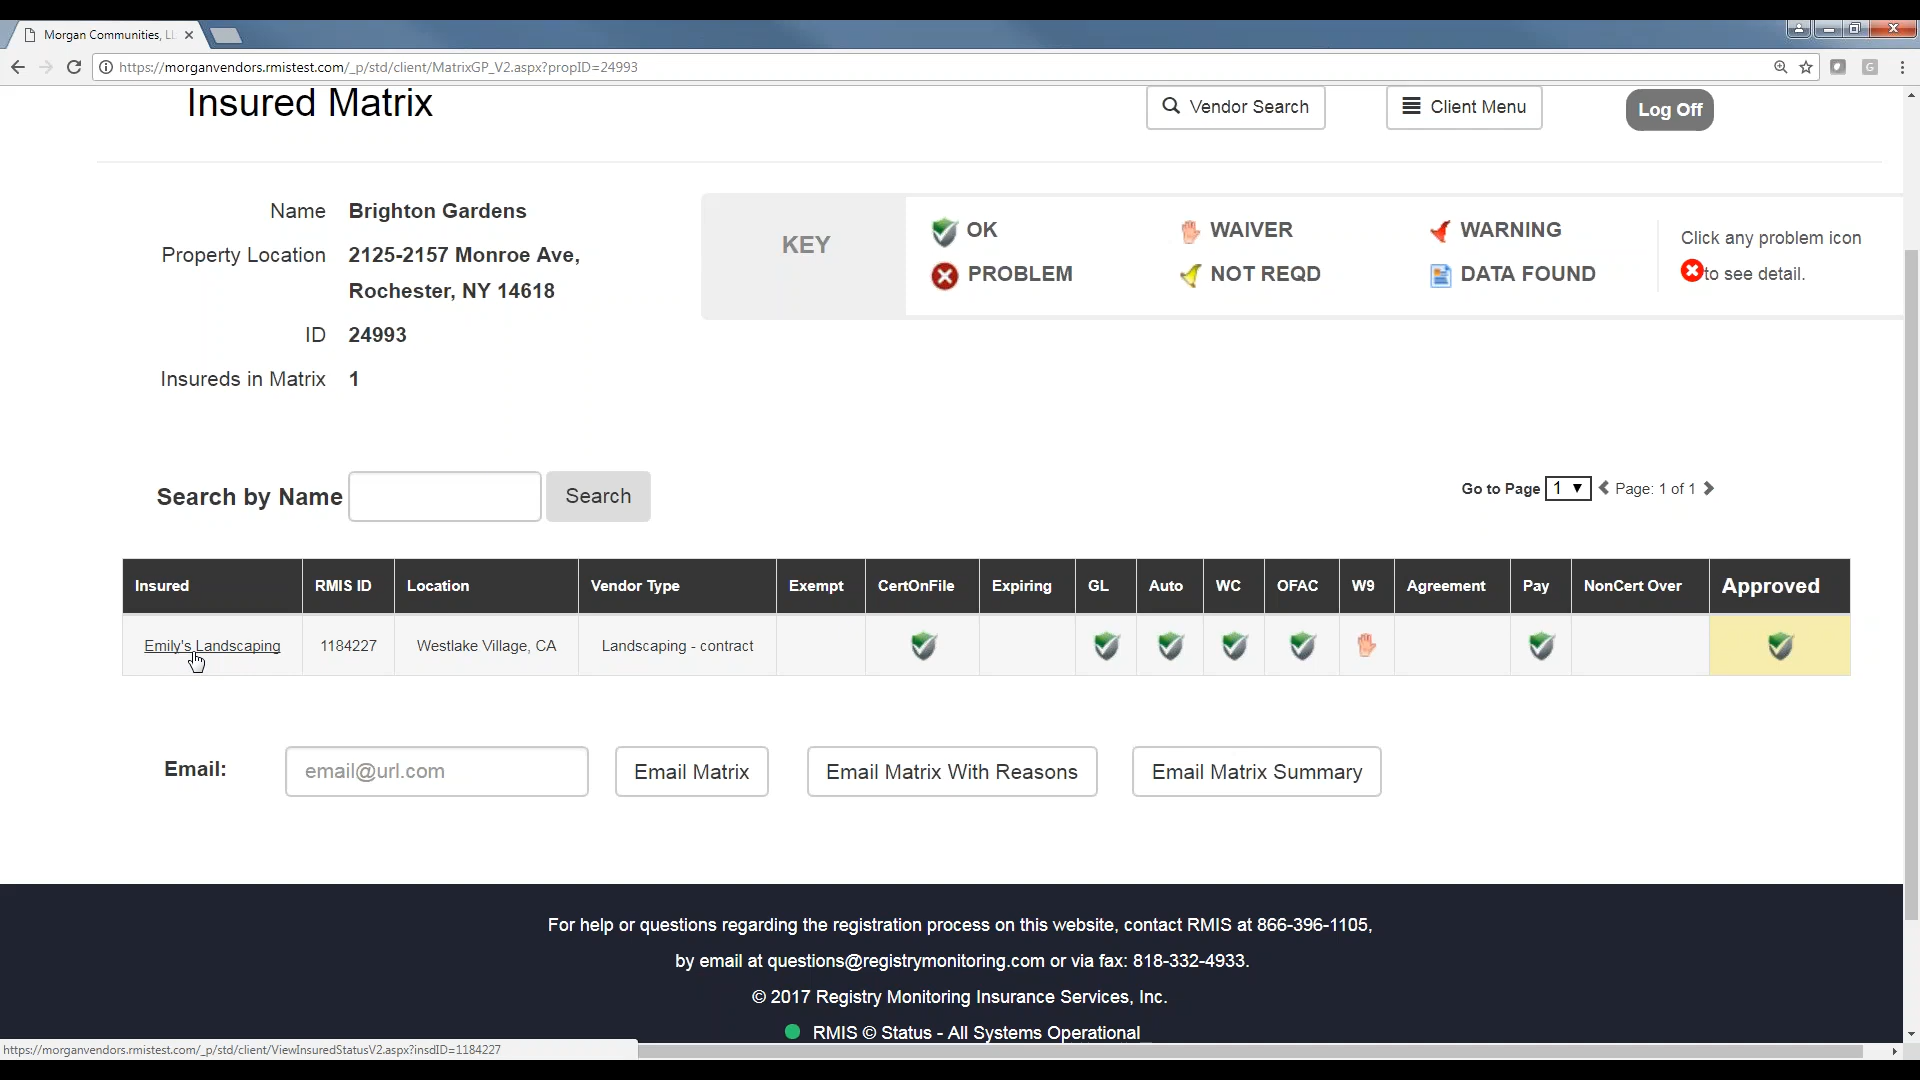 Morgan Communities, L
https://morganvendors.rmistest.com/_p/std/client/MatrixGP_V2.aspx?propID=24993
G
Insured Matrix
Vendor Search
Client Menu
Log Off
Name Brighton Gardens
Property Location 2125-2157 Monroe Ave,
Rochester, NY 14618
ID 24993
Insureds in Matrix 1
KEY
OK
WAIVER
WARNING
PROBLEM
NOT REQD
DATA FOUND
Click any problem icon
to see detail.
Search by Name
Search
Go to Page 1 Page: 1 of 1
Insured RMIS ID Location Vendor Type Exempt CertOnFile Expiring GL Auto WC OFAC W9 Agreement Pay NonCert Over Approved
Emily's Landscaping 1184227 Westlake Village, CA Landscaping - contract
Email: email@url.com Email Matrix Email Matrix With Reasons Email Matrix Summary
For help or questions regarding the registration process on this website, contact RMIS at 866-396-1105,
by email at questions@registrymonitoring.com or via fax: 818-332-4933.
© 2017 Registry Monitoring Insurance Services, Inc.
RMIS © Status - All Systems Operational
https://morganvendors.rmistest.com/_p/std/client/ViewInsuredStatusV2.aspx?insdID=1184227